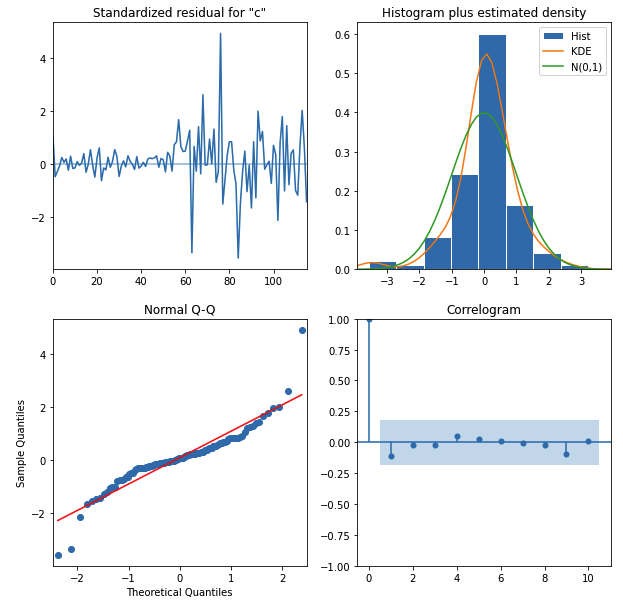 Standardized residual for "c"
4
2
0
−2
0 20 40 60 80 100
Histogram plus estimated density
0.6
0.5
0.4
0.3
0.2
0.1
0.0
−3 −2 −1 0 1 2 3
Hist
KDE
N(0,1)
Normal Q-Q
Sample Quantiles
4
2
0
−2
−2 −1 0 1 2
Theoretical Quantiles
Correlogram
1.00
0.75
0.50
0.25
0.00
−0.25
−0.50
−0.75
−1.00
0 2 4 6 8 10